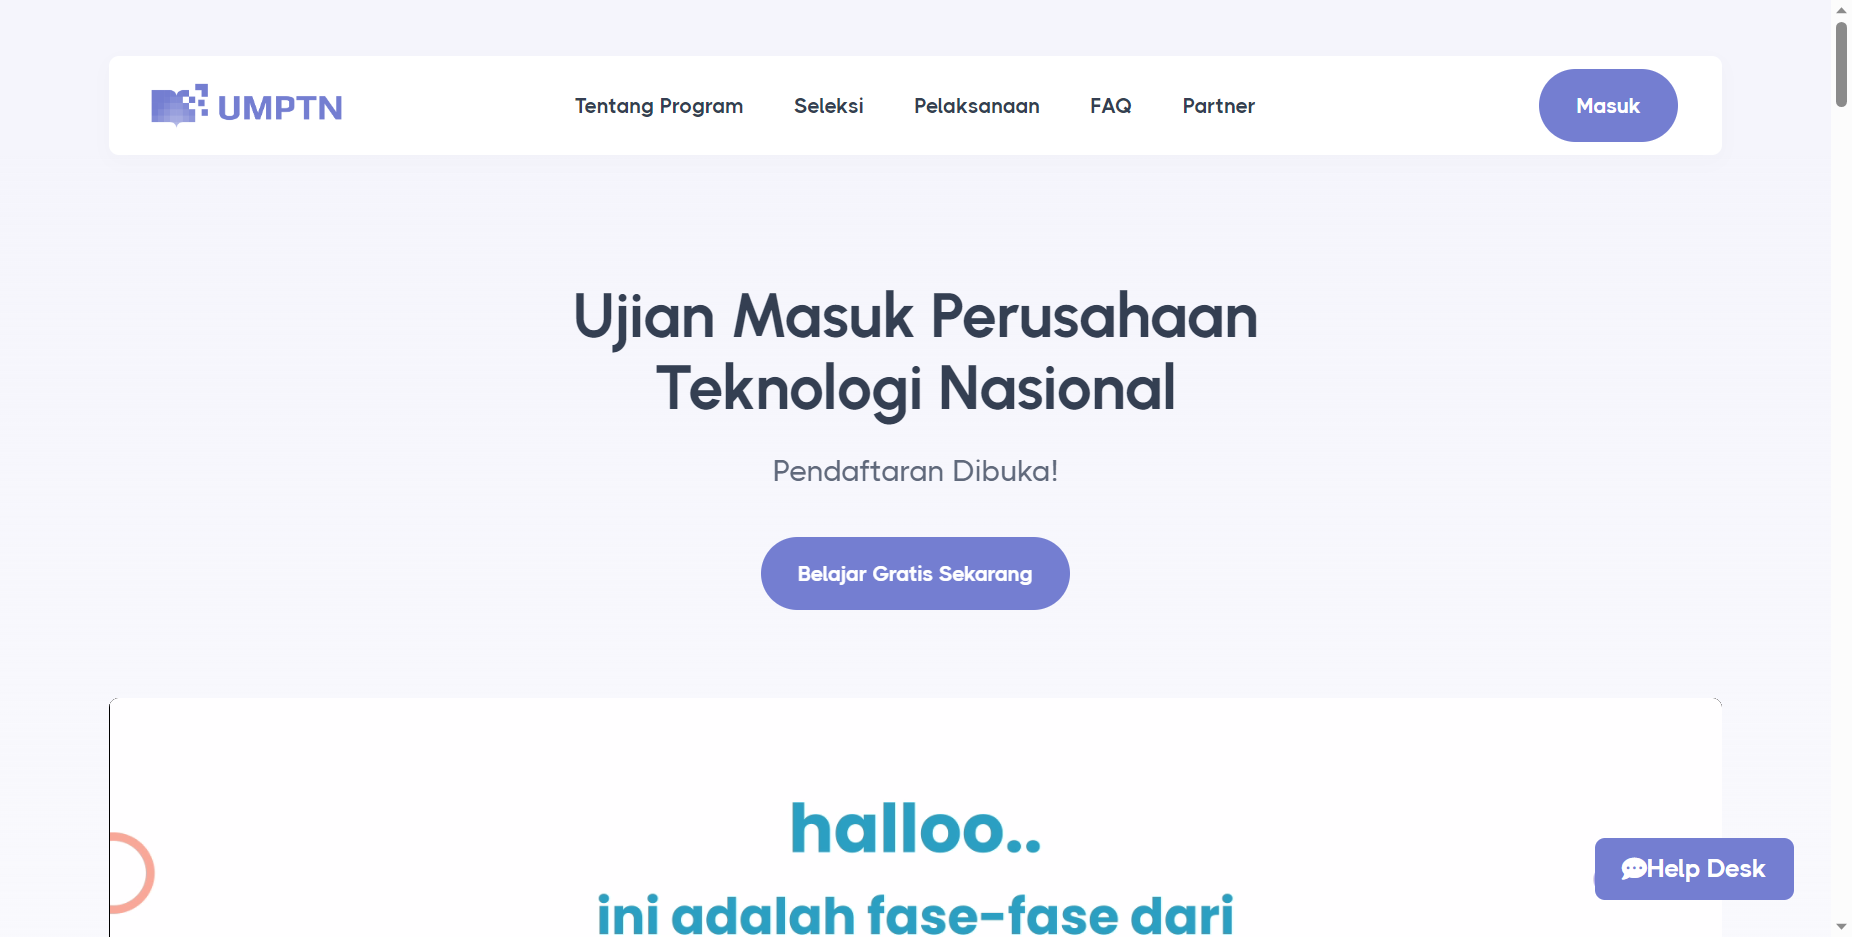 UMPTN
Tentang Program
Seleksi
Pelaksanaan
FAQ
Partner
Masuk
Ujian Masuk Perusahaan
Teknologi Nasional
Pendaftaran Dibuka!
Belajar Gratis Sekarang
halloo..
ini adalah fase-fase dari
Help Desk